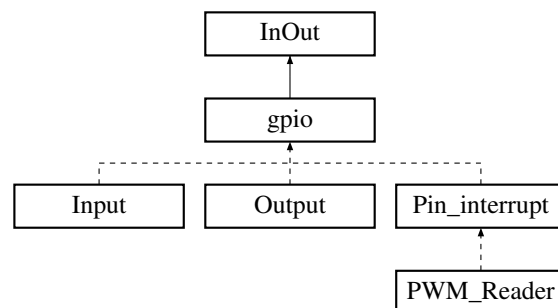 InOut
gpio
Input Output Pin_interrupt
PWM_Reader